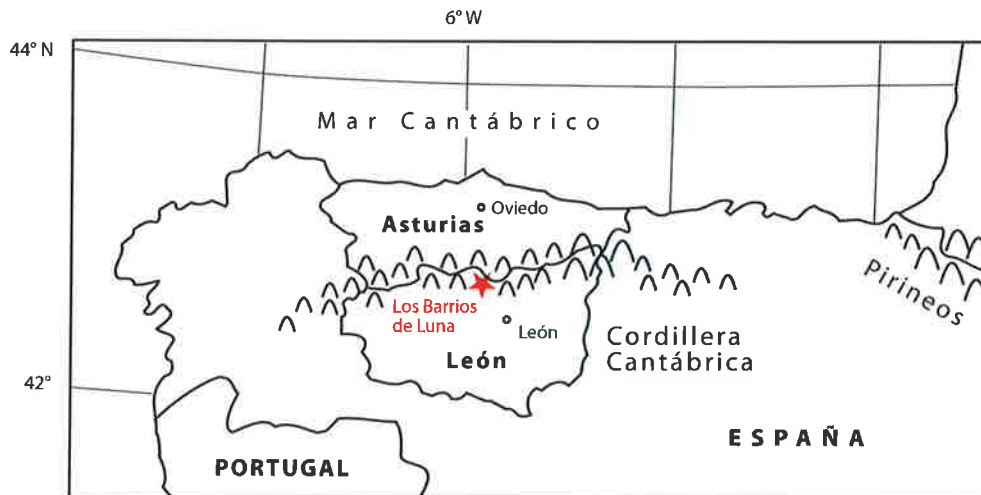 6° W
44° N
Mar Cantábrico
Oviedo
Asturias
Pirineos
Los Barrios
de Luna
León
Cordillera
Cantábrica
León
42°
ESPAÑA
PORTUGAL